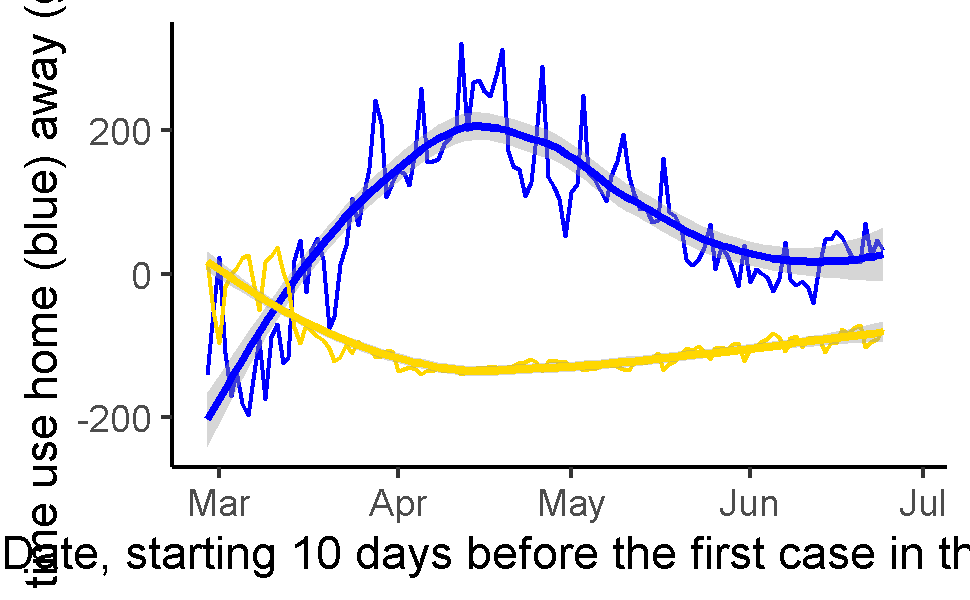 time use home (blue) away (
200
0
-200
Mar Apr May Jun Jul
Date, starting 10 days before the first case in th